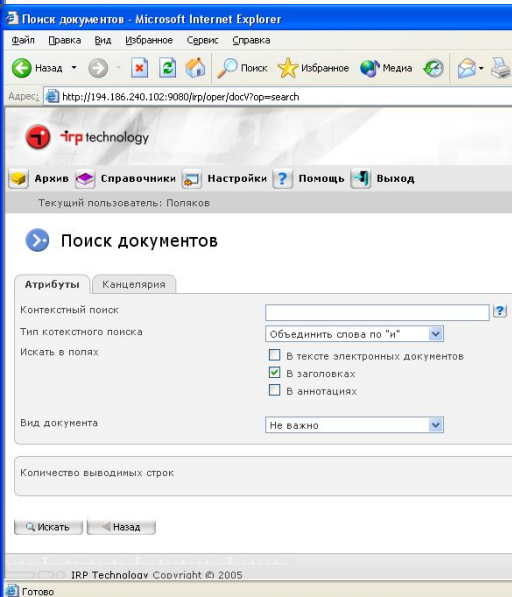 Поиск документов - Microsoft Internet Explorer
Файл Правка Вид Избранное Сервис Справка
Назад Поиск Избранное Медиа
Адрес: http://194.186.240.102:9080/irp/oper/docV?op=search
irp technology
Архив Справочники Настройки ? Помощь Выход
Текущий пользователь: Поляков
Поиск документов
Атрибуты Канцелярия
Контекстный поиск ?
Тип котекстного поиска Объединить слова по "и"
Искать в полях В тексте электронных документов
В заголовках
В аннотациях
Вид документа Не важно
Количество выводимых строк
Искать Назад
IRP Technology Copyright © 2005
Готово